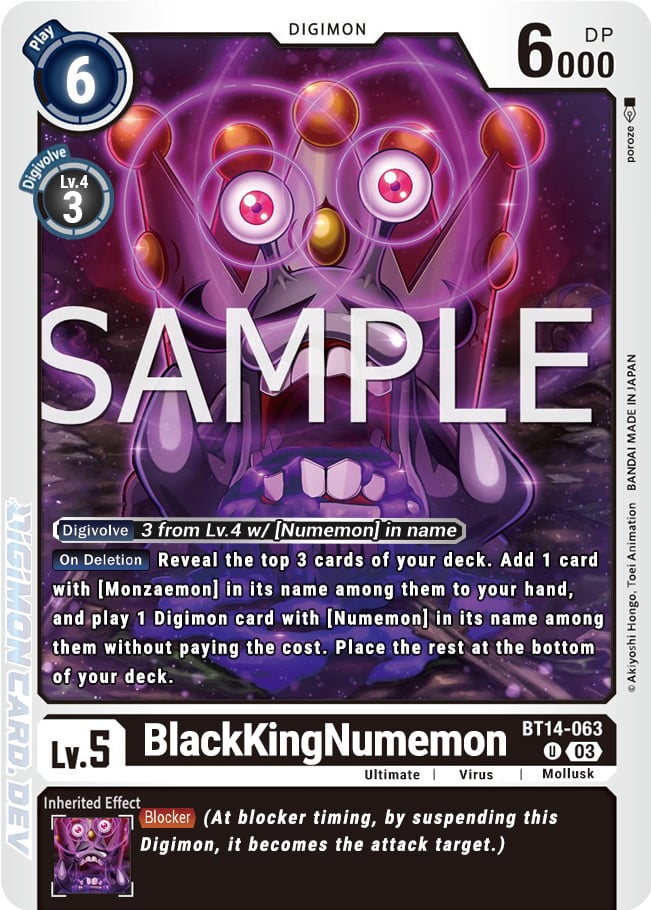 DIGIMON
Play
6
DP
6000
Digivolve
Lv.4
3
poroze
SAMPLE
BANDAI MADE IN JAPAN
© Akiyoshi Hongo, Toei Animation
DIGIMONCARD.DEV
Digivolve 3 from Lv.4 w/ [Numemon] in name
On Deletion Reveal the top 3 cards of your deck. Add 1 card
with [Monzaemon] in its name among them to your hand,
and play 1 Digimon card with [Numemon] in its name among
them without paying the cost. Place the rest at the bottom
of your deck.
Lv.5
BlackKingNumemon
BT14-063
U 03
Ultimate | Virus | Mollusk
Inherited Effect
Blocker (At blocker timing, by suspending this
Digimon, it becomes the attack target.)